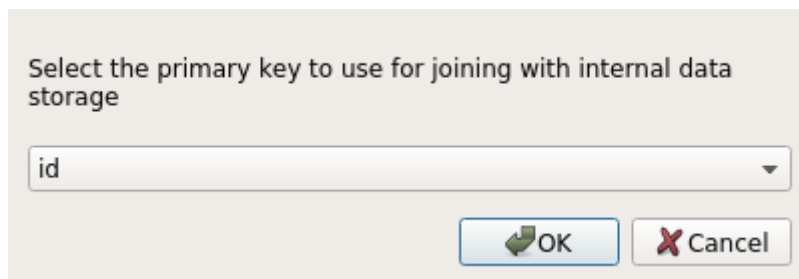 Select the primary key to use for joining with internal data
storage
id
OK
Cancel